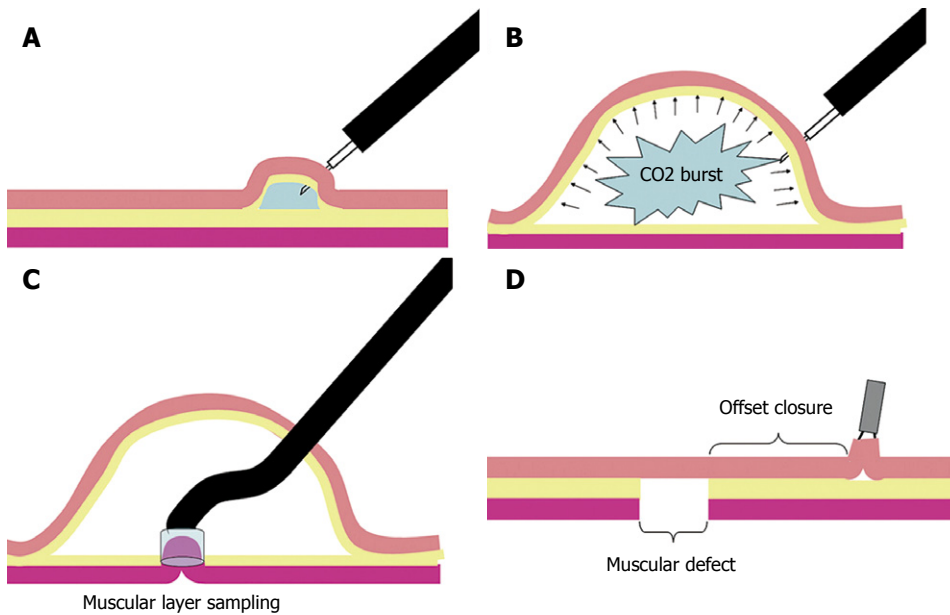 A
B
CO2 burst
C
Muscular layer sampling
D
Offset closure
Muscular defect